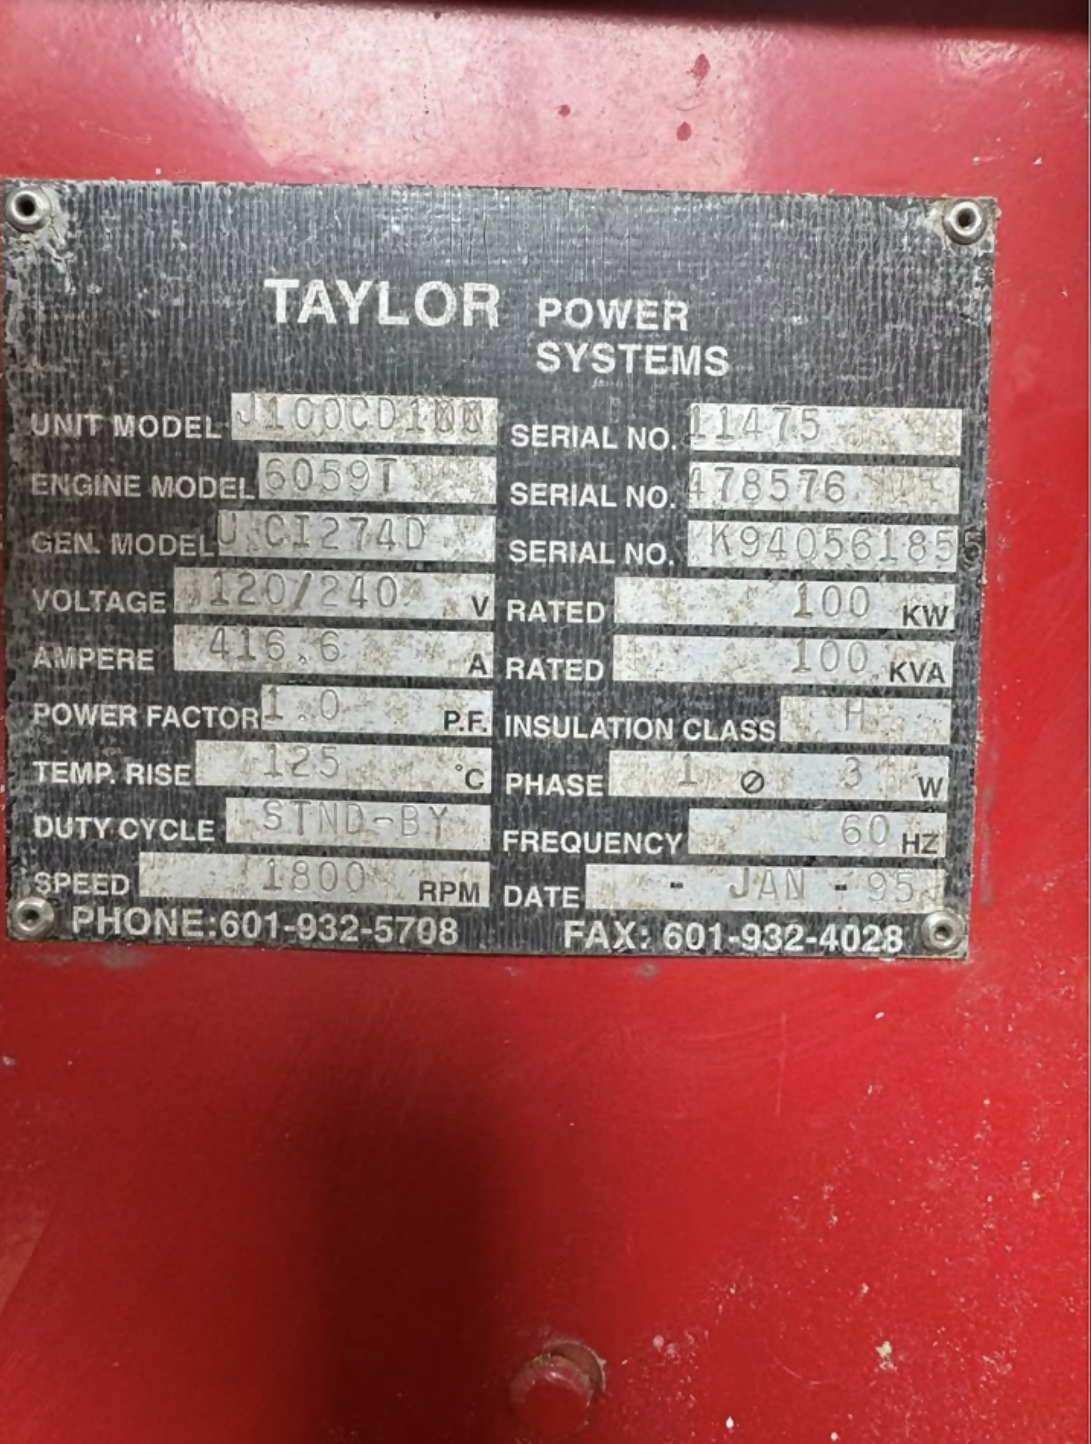 TAYLOR POWER SYSTEMS
UNIT MODEL J100CD100 SERIAL NO. 11475
ENGINE MODEL 6059T SERIAL NO. 478576
GEN. MODEL U CI274D SERIAL NO. K940561855
VOLTAGE 120/240 V RATED 100 KW
AMPERE 416.6 A RATED 100 KVA
POWER FACTOR 1.0 P.F. INSULATION CLASS H
TEMP. RISE 125 °C PHASE 1 Ø 3 W
DUTY CYCLE STND-BY FREQUENCY 60 HZ
SPEED 1800 RPM DATE - JAN - 95
PHONE:601-932-5708 FAX: 601-932-4028